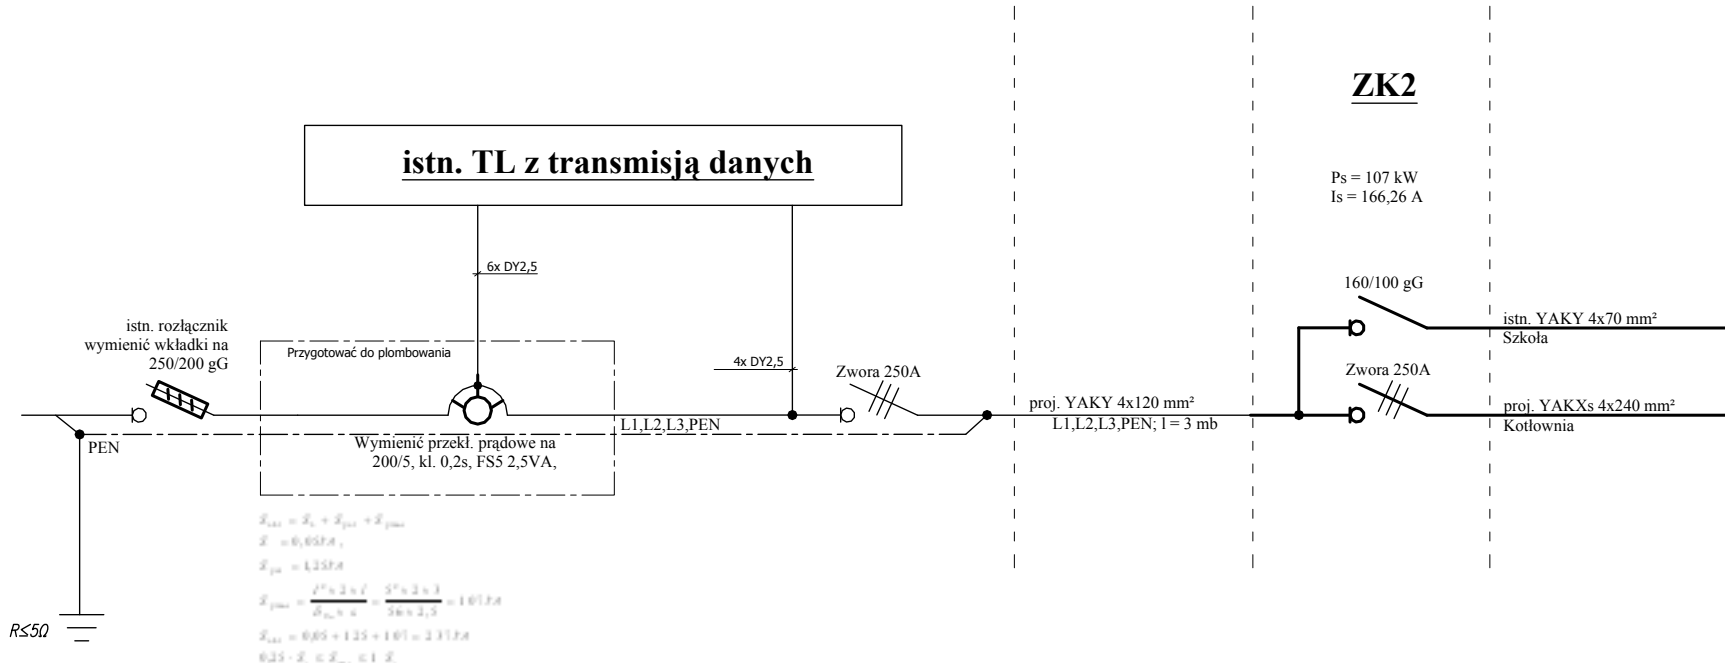 ZK2
istn. TL z transmisją danych
Ps = 107 kW
Is = 166,26 A
6x DY2,5
160/100 gG
istn. rozłącznik
wymienić wkładki na
250/200 gG
Przygotować do plombowania
istn. YAKY 4x70 mm²
Szkoła
4x DY2,5
Zwora 250A
Zwora 250A
proj. YAKY 4x120 mm²
proj. YAKXs 4x240 mm²
L1,L2,L3,PEN
L1,L2,L3,PEN; l = 3 mb
Kotłownia
PEN
Wymienić przekł. prądowe na
200/5, kl. 0,2s, FS5 2,5VA,
R≤5Ω